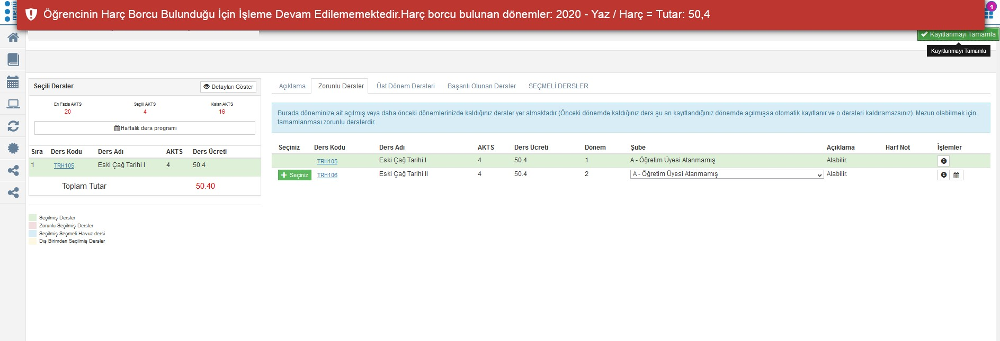 menü
Öğrencinin Harç Borcu Bulunduğu İçin İşleme Devam Edilememektedir.Harç borcu bulunan dönemler: 2020 - Yaz / Harç = Tutar: 50,4
1
Kayıtlanmayı Tamamla
Kayıtlanmayı Tamamla
Seçili Dersler
Detayları Göster
En Fazla AKTS Seçili AKTS Kalan AKTS
20 4 16
Haftalık ders programı
Sıra Ders Kodu Ders Adı AKTS Ders Ücreti
1 TRH105 Eski Çağ Tarihi I 4 50.4
Toplam Tutar 50.40
Seçilmiş Dersler
Zorunlu Seçilmiş Dersler
Seçilmiş Seçmeli Havuz dersi
Dış Birimden Seçilmiş Dersler
Açıklama Zorunlu Dersler Üst Dönem Dersleri Başarılı Olunan Dersler SEÇMELİ DERSLER
Burada döneminize ait açılmış veya daha önceki dönemlerinizde kaldığınız dersler yer almaktadır (Önceki dönemde kaldığınız ders şu an kayıtlandığınız dönemde açılmışsa otomatik kayıtlanır ve o dersleri kaldıramazsınız). Mezun olabilmek için
tamamlanması zorunlu derslerdir.
Seçiniz Ders Kodu Ders Adı AKTS Ders Ücreti Dönem Şube Açıklama Harf Not İşlemler
TRH105 Eski Çağ Tarihi I 4 50.4 1 A - Öğretim Üyesi Atanmamış Alabilir.
Seçiniz TRH106 Eski Çağ Tarihi II 4 50.4 2 A - Öğretim Üyesi Atanmamış Alabilir.